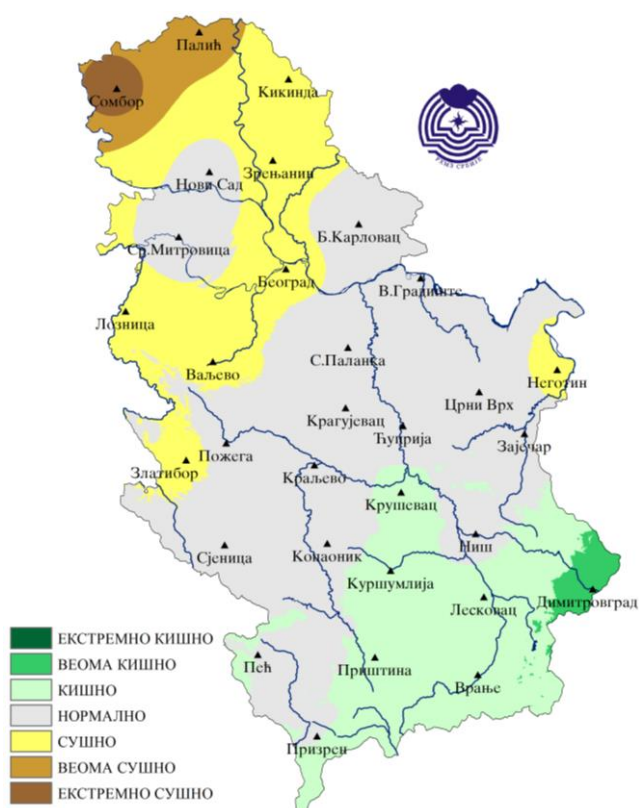 Палић
Сомбор
Кикинда
РХМЗ СРБИЈЕ
Зрењанин
Нови Сад
Б.Карловац
Ср.Митровица
Београд
В.Градиште
Лозница
С.Паланка
Ваљево
Неготин
Црни Врх
Крагујевац
Ћуприја
Зајечар
Пожега
Златибор
Краљево
Крушевац
Ниш
Сјеница
Копаоник
Куршумлија
Лесковац
Димитровград
ЕКСТРЕМНО КИШНО
ВЕОМА КИШНО
КИШНО
НОРМАЛНО
СУШНО
ВЕОМА СУШНО
ЕКСТРЕМНО СУШНО
Пећ
Приштина
Врање
Призрен